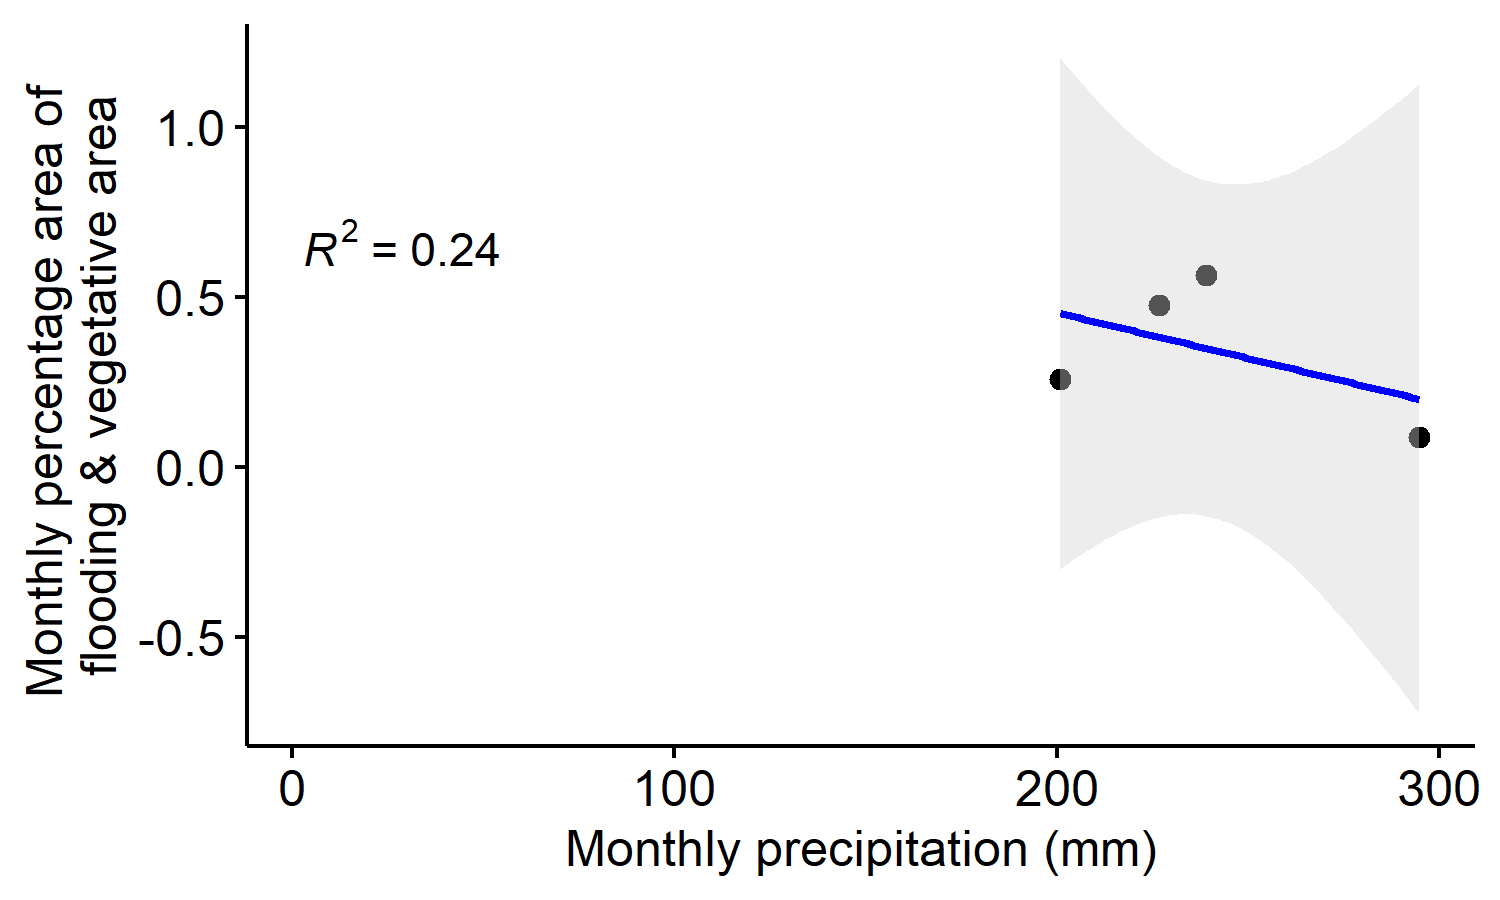 Monthly percentage area of
flooding & vegetative area
1.0
0.5
0.0
-0.5
R² = 0.24
0 100 200 300
Monthly precipitation (mm)